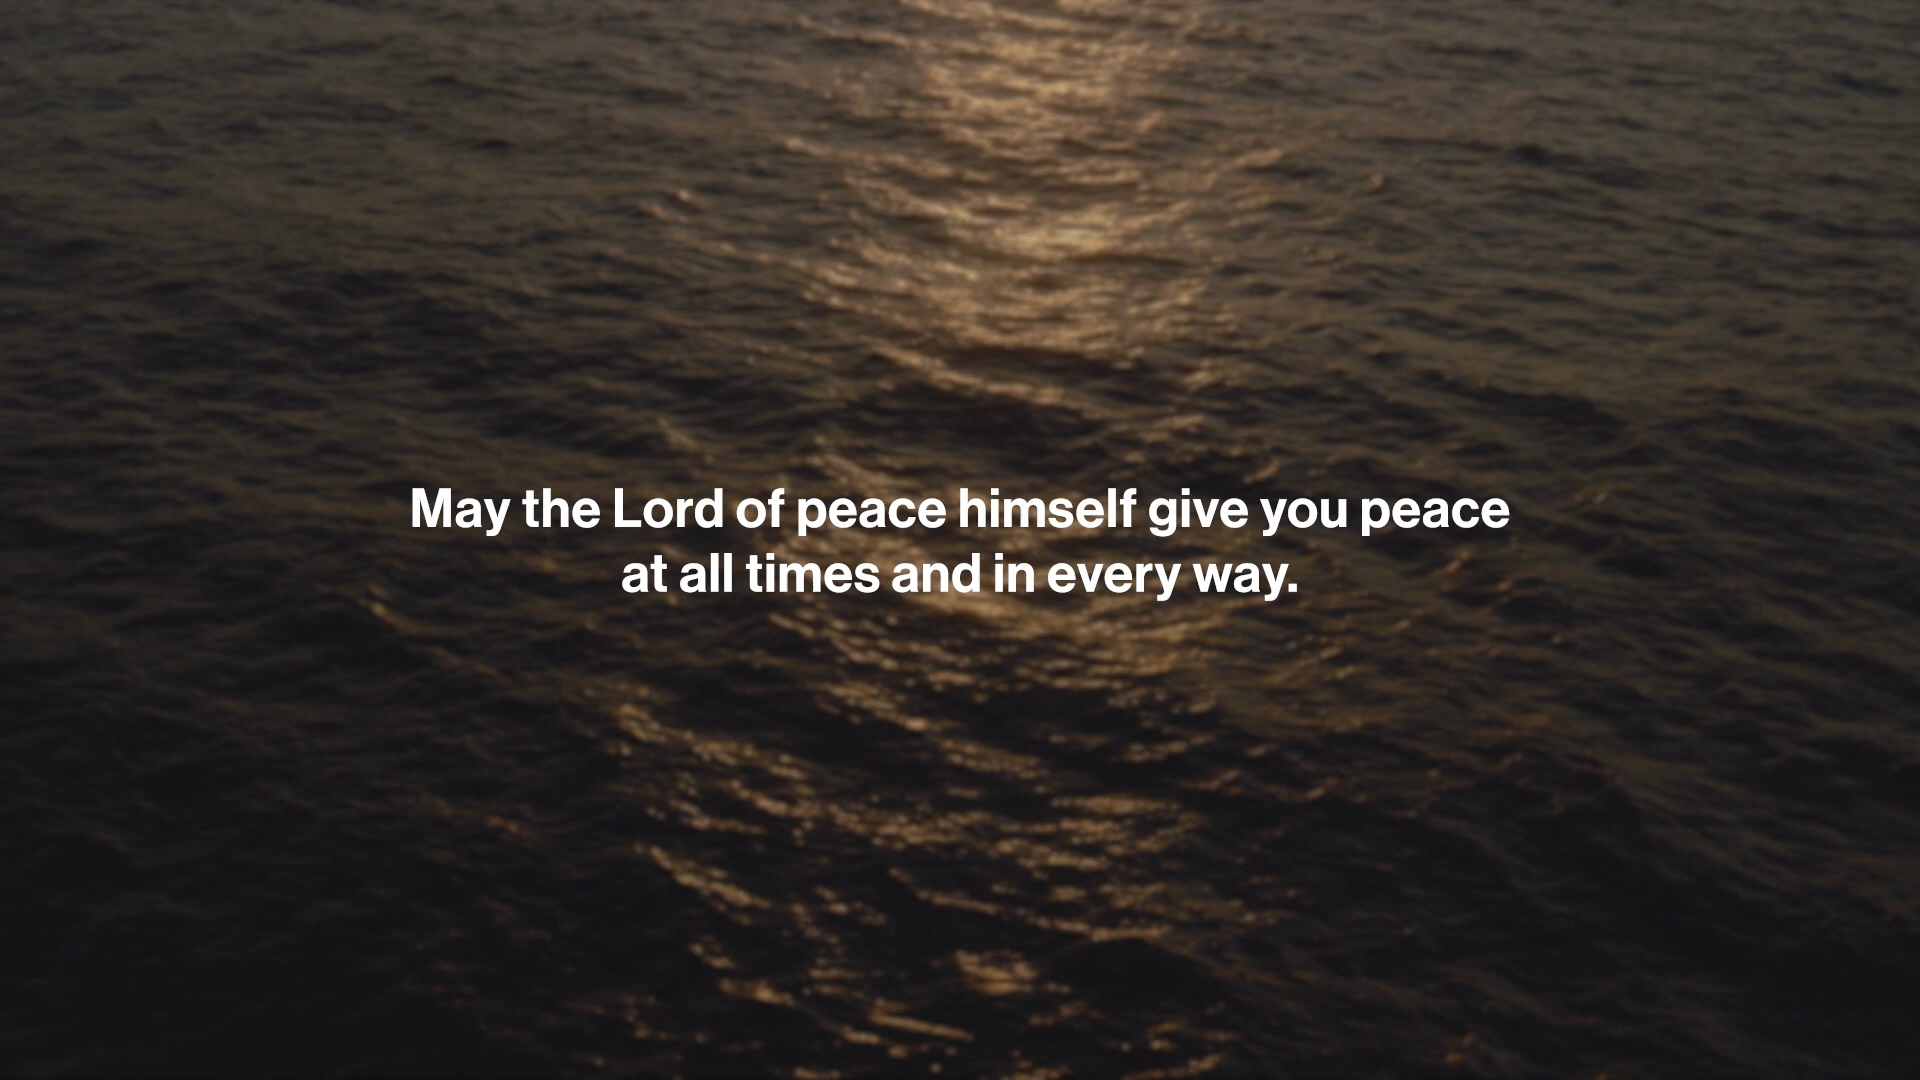 May the Lord of peace himself give you peace
at all times and in every way.